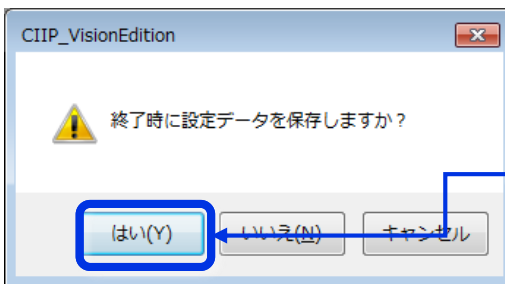 CIIP_VisionEdition
終了時に設定データを保存しますか？
はい(Y)
いいえ(N)
キャンセル